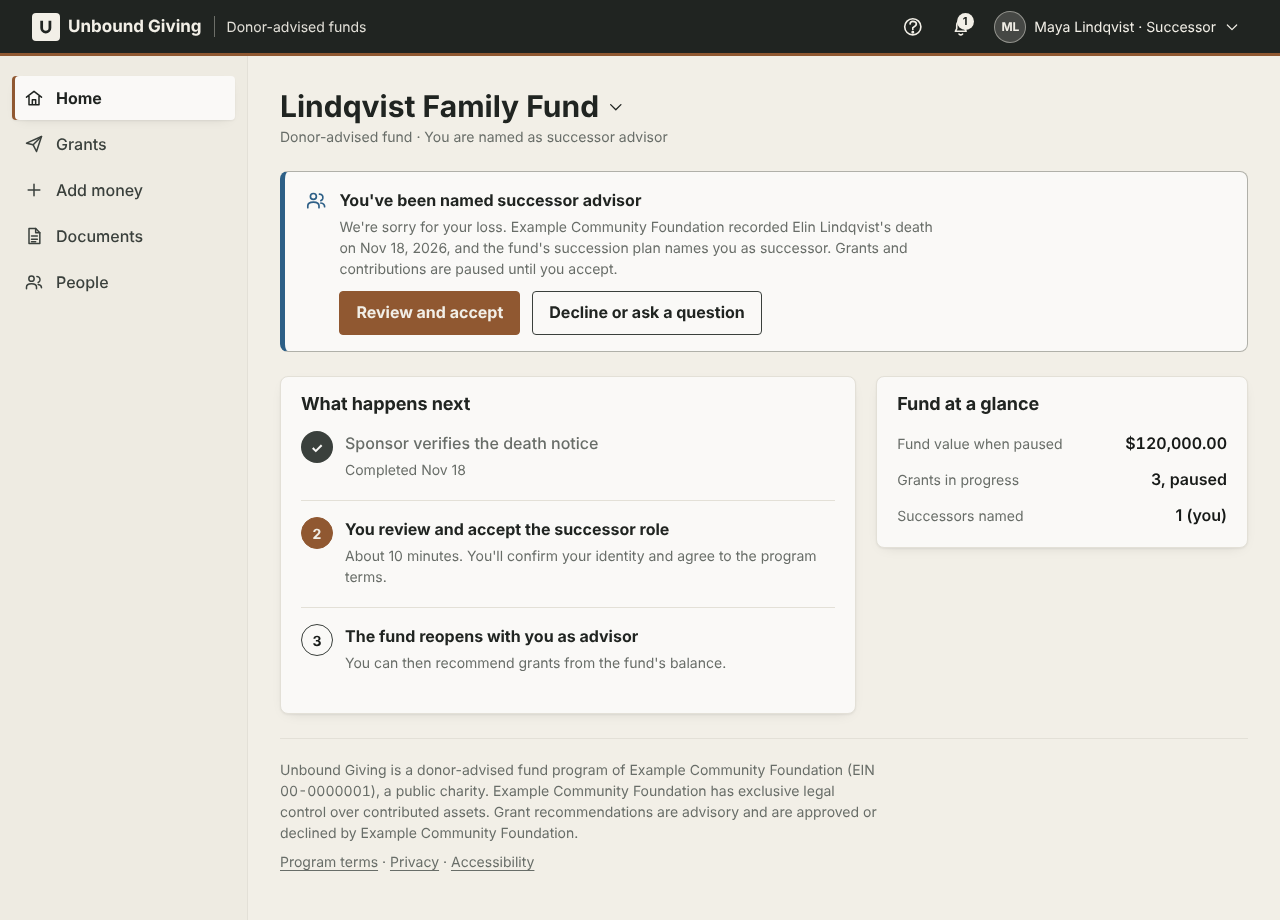 U Unbound Giving Donor-advised funds 1 ML Maya Lindqvist · Successor
Home
Grants
Add money
Documents
People
Lindqvist Family Fund
Donor-advised fund · You are named as successor advisor
You've been named successor advisor
We're sorry for your loss. Example Community Foundation recorded Elin Lindqvist's death
on Nov 18, 2026, and the fund's succession plan names you as successor. Grants and
contributions are paused until you accept.
Review and accept Decline or ask a question
What happens next
Sponsor verifies the death notice
Completed Nov 18
2 You review and accept the successor role
About 10 minutes. You'll confirm your identity and agree to the program
terms.
3 The fund reopens with you as advisor
You can then recommend grants from the fund's balance.
Fund at a glance
Fund value when paused $120,000.00
Grants in progress 3, paused
Successors named 1 (you)
Unbound Giving is a donor-advised fund program of Example Community Foundation (EIN
00-0000001), a public charity. Example Community Foundation has exclusive legal
control over contributed assets. Grant recommendations are advisory and are approved or
declined by Example Community Foundation.
Program terms · Privacy · Accessibility